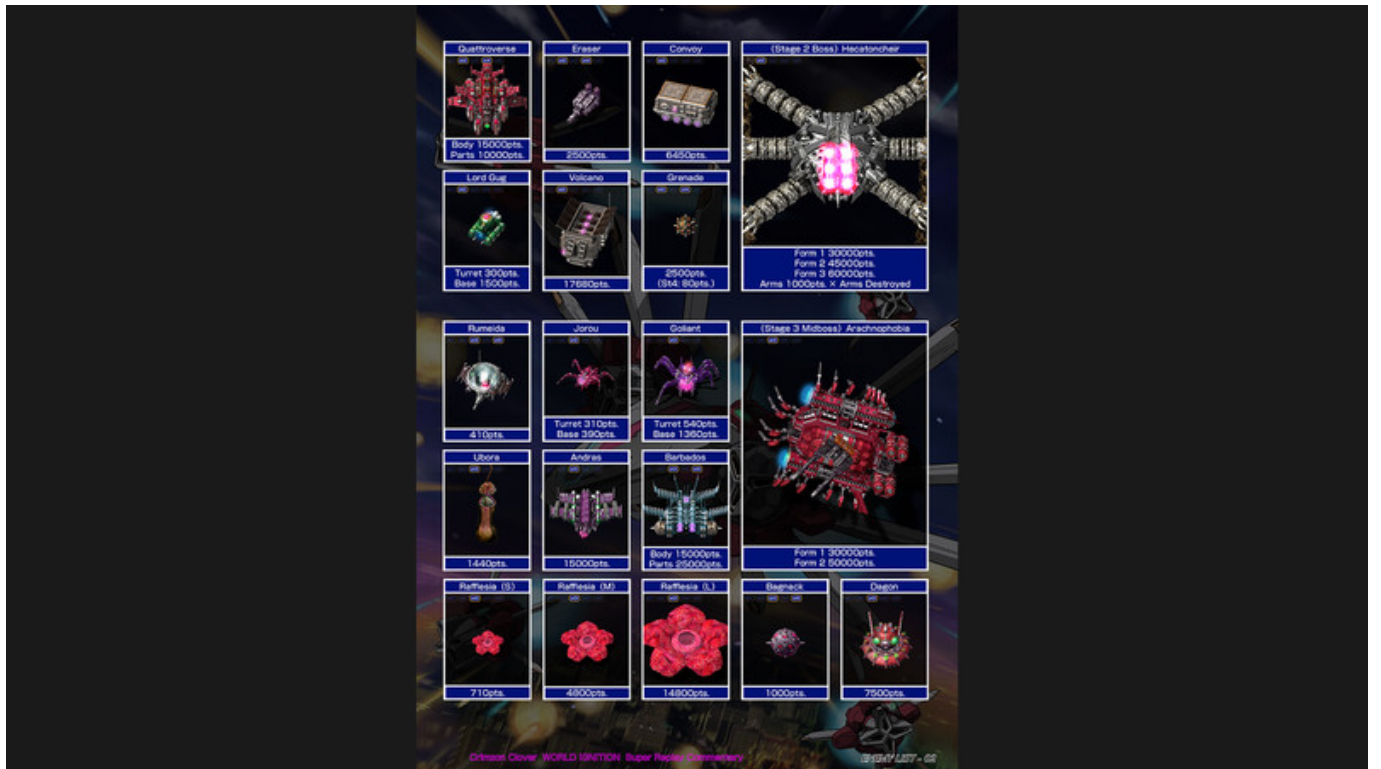 Quattroverse
Body 15000pts.
Parts 10000pts.
Eraser
2500pts.
Convoy
6450pts.
(Stage 2 Boss) Hecatoncheir
Form 1 30000pts.
Form 2 45000pts.
Form 3 60000pts.
Arms 1000pts. × Arms Destroyed
Lord Gug
Turret 300pts.
Base 1500pts.
Volcano
17680pts.
Grenade
2500pts.
(St4: 80pts.)
Rumeida
410pts.
Jorou
Turret 310pts.
Base 390pts.
Goliant
Turret 540pts.
Base 1360pts.
(Stage 3 Midboss) Arachnophobia
Form 1 30000pts.
Form 2 50000pts.
Ubora
1440pts.
Andras
15000pts.
Barbados
Body 15000pts.
Parts 25000pts.
Rafflesia (S)
710pts.
Rafflesia (M)
4800pts.
Rafflesia (L)
14800pts.
Bagnack
1000pts.
Dagon
7500pts.
Crimzon Clover WORLD IGNITION Super Replay Commentary
ENEMY LIST - 02